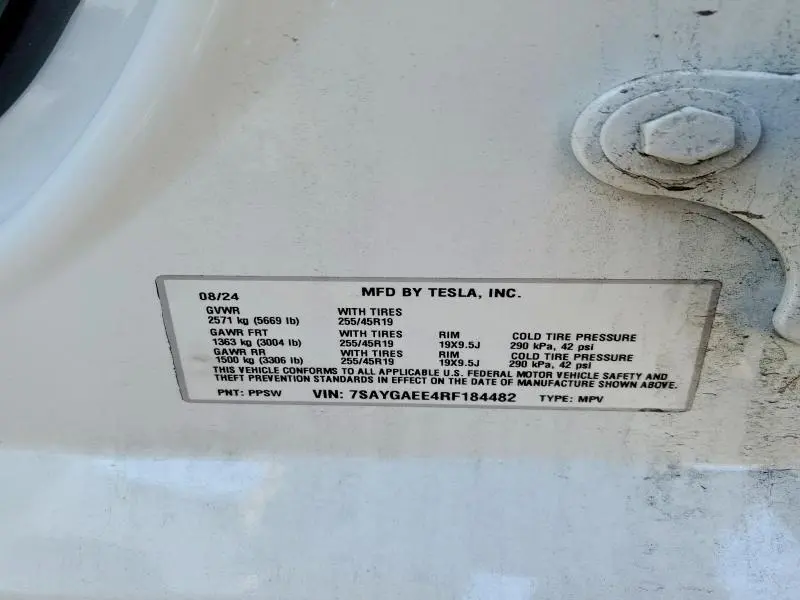 08/24 MFD BY TESLA, INC.
GVWR WITH TIRES
2571 kg (5669 lb) 255/45R19
GAWR FRT WITH TIRES RIM COLD TIRE PRESSURE
1363 kg (3004 lb) 255/45R19 19X9.5J 290 kPa, 42 psi
GAWR RR WITH TIRES RIM COLD TIRE PRESSURE
1500 kg (3306 lb) 255/45R19 19X9.5J 290 kPa, 42 psi
THIS VEHICLE CONFORMS TO ALL APPLICABLE U.S. FEDERAL MOTOR VEHICLE SAFETY AND
THEFT PREVENTION STANDARDS IN EFFECT ON THE DATE OF MANUFACTURE SHOWN ABOVE.
PNT: PPSW VIN: 7SAYGAEE4RF184482 TYPE: MPV